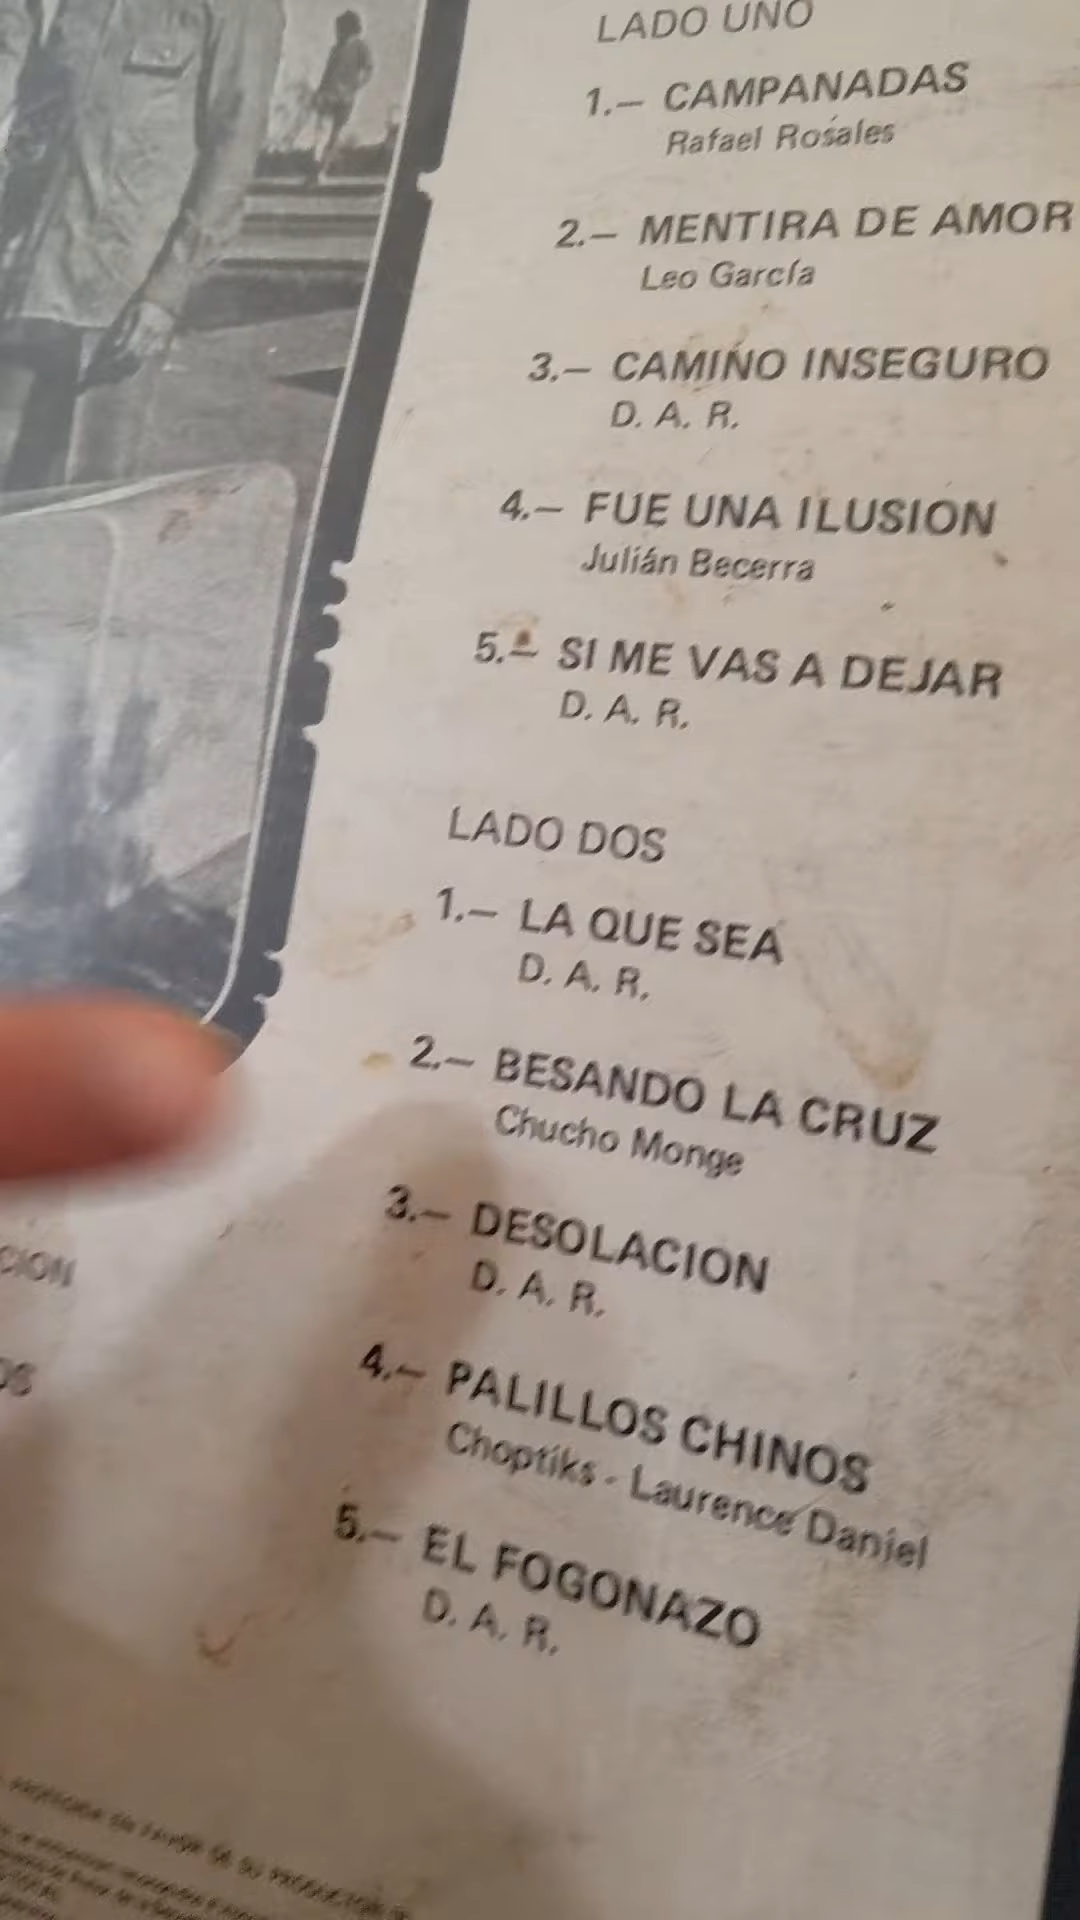 LADO UNO
1.— CAMPANADAS
Rafael Rosales
2.— MENTIRA DE AMOR
Leo García
3.— CAMINO INSEGURO
D. A. R.
4.— FUE UNA ILUSION
Julián Becerra
5.— SI ME VAS A DEJAR
D. A. R.
LADO DOS
1.— LA QUE SEA
D. A. R.
2.— BESANDO LA CRUZ
Chucho Monge
3.— DESOLACION
D. A. R.
4.— PALILLOS CHINOS
Choptiks - Laurence Daniel
5.— EL FOGONAZO
D. A. R.
CION
OS